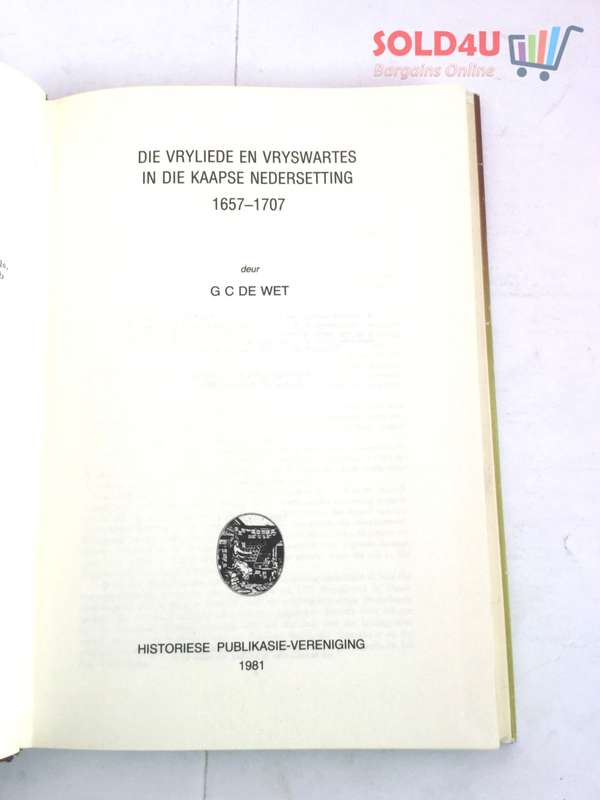 SOLD4U
Bargains Online
DIE VRYLIEDE EN VRYSWARTES
IN DIE KAAPSE NEDERSETTING
1657–1707
deur
G C DE WET
HISTORIESE PUBLIKASIE-VERENIGING
1981